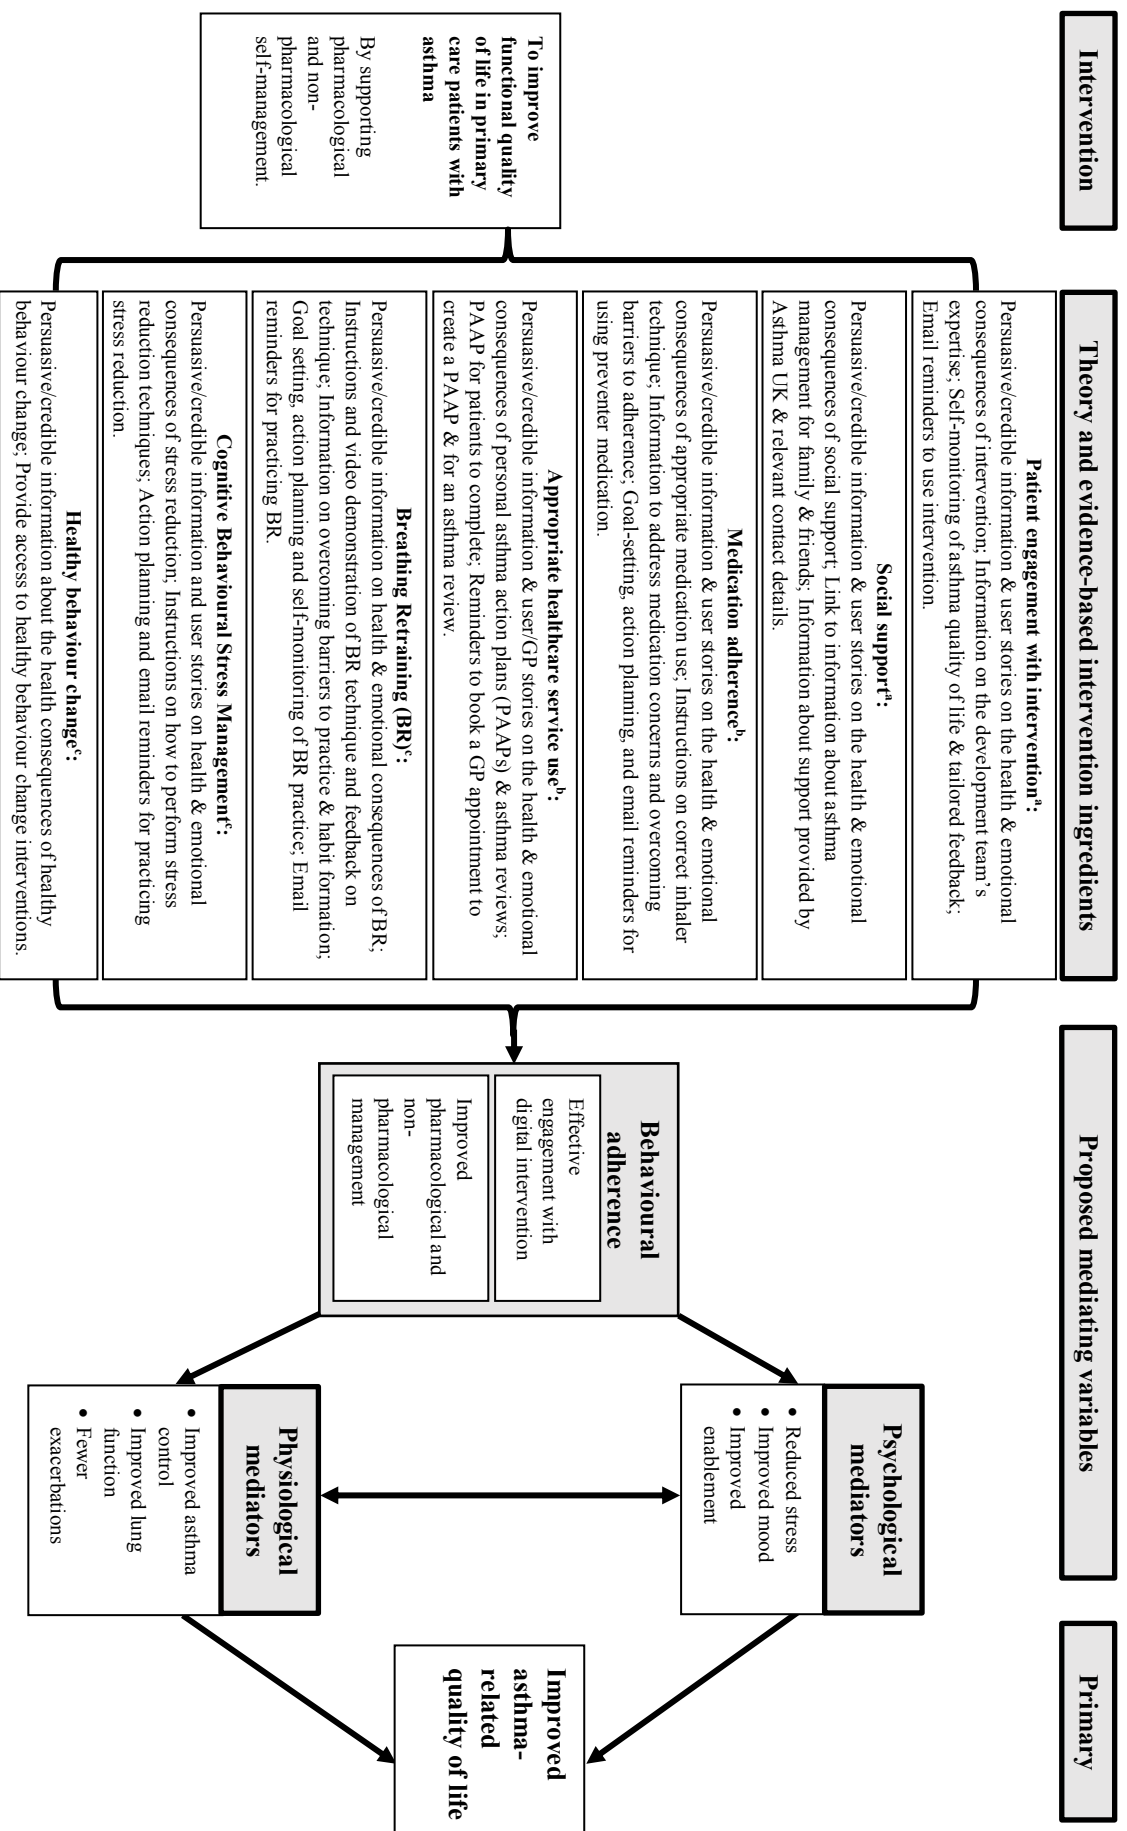 Intervention
Theory and evidence-based intervention ingredients
Proposed mediating variables
Primary
To improve
functional quality
of life in primary
care patients with
asthma
By supporting
pharmacological
and non-
pharmacological
self-management.
Patient engagement with intervention^a:
Persuasive/credible information & user stories on the health & emotional
consequences of intervention; Information on the development team's
expertise; Self-monitoring of asthma quality of life & tailored feedback;
Email reminders to use intervention.
Social support^a:
Persuasive/credible information & user stories on the health & emotional
consequences of social support; Link to information about asthma
management for family & friends; Information about support provided by
Asthma UK & relevant contact details.
Medication adherence^b:
Persuasive/credible information & user stories on the health & emotional
consequences of appropriate medication use; Instructions on correct inhaler
technique; Information to address medication concerns and overcoming
barriers to adherence; Goal-setting, action planning, and email reminders for
using preventer medication.
Appropriate healthcare service use^b:
Persuasive/credible information & user/GP stories on the health & emotional
consequences of personal asthma action plans (PAAPs) & asthma reviews;
PAAP for patients to complete; Reminders to book a GP appointment to
create a PAAP & for an asthma review.
Breathing Retraining (BR)^c:
Persuasive/credible information on health & emotional consequences of BR;
Instructions and video demonstration of BR technique and feedback on
technique; Information on overcoming barriers to practice & habit formation;
Goal setting, action planning and self-monitoring of BR practice; Email
reminders for practicing BR.
Cognitive Behavioural Stress Management^c:
Persuasive/credible information and user stories on health & emotional
consequences of stress reduction; Instructions on how to perform stress
reduction techniques; Action planning and email reminders for practicing
stress reduction.
Healthy behaviour change^c:
Persuasive/credible information about the health consequences of healthy
behaviour change; Provide access to healthy behaviour change interventions.
Behavioural
adherence
Effective
engagement with
digital intervention
Improved
pharmacological and
non-
pharmacological
management
Psychological
mediators
• Reduced stress
• Improved mood
• Improved
enablement
Physiological
mediators
• Improved asthma
control
• Improved lung
function
• Fewer
exacerbations
Improved
asthma-
related
quality of life